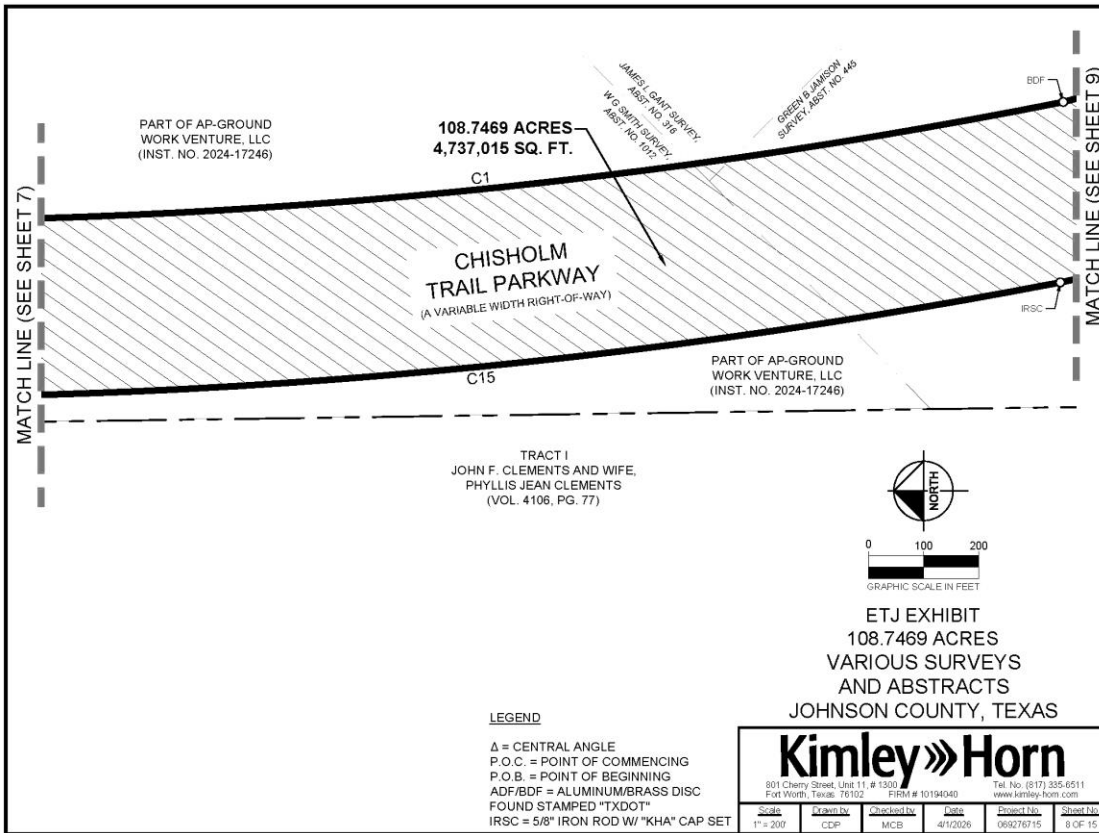 MATCH LINE (SEE SHEET 7)
PART OF AP-GROUND
WORK VENTURE, LLC
(INST. NO. 2024-17246)
108.7469 ACRES
4,737,015 SQ. FT.
JAMES L GANT SURVEY,
ABST. NO. 316
W G SMITH SURVEY,
ABST. NO. 1012
GREEN B JAMISON
SURVEY, ABST. NO. 445
BDF
MATCH LINE (SEE SHEET 9)
C1
CHISHOLM
TRAIL PARKWAY
(A VARIABLE WIDTH RIGHT-OF-WAY)
IRSC
C15
PART OF AP-GROUND
WORK VENTURE, LLC
(INST. NO. 2024-17246)
TRACT I
JOHN F. CLEMENTS AND WIFE,
PHYLLIS JEAN CLEMENTS
(VOL. 4106, PG. 77)
NORTH
0 100 200
GRAPHIC SCALE IN FEET
ETJ EXHIBIT
108.7469 ACRES
VARIOUS SURVEYS
AND ABSTRACTS
JOHNSON COUNTY, TEXAS
LEGEND
Δ = CENTRAL ANGLE
P.O.C. = POINT OF COMMENCING
P.O.B. = POINT OF BEGINNING
ADF/BDF = ALUMINUM/BRASS DISC
FOUND STAMPED "TXDOT"
IRSC = 5/8" IRON ROD W/ "KHA" CAP SET
Kimley»Horn
801 Cherry Street, Unit 11, # 1300 Tel. No. (817) 335-6511
Fort Worth, Texas 76102 FIRM # 10194040 www.kimley-horn.com
Scale Drawn by Checked by Date Project No. Sheet No.
1" = 200' CDP MCB 4/1/2026 069276715 8 OF 15